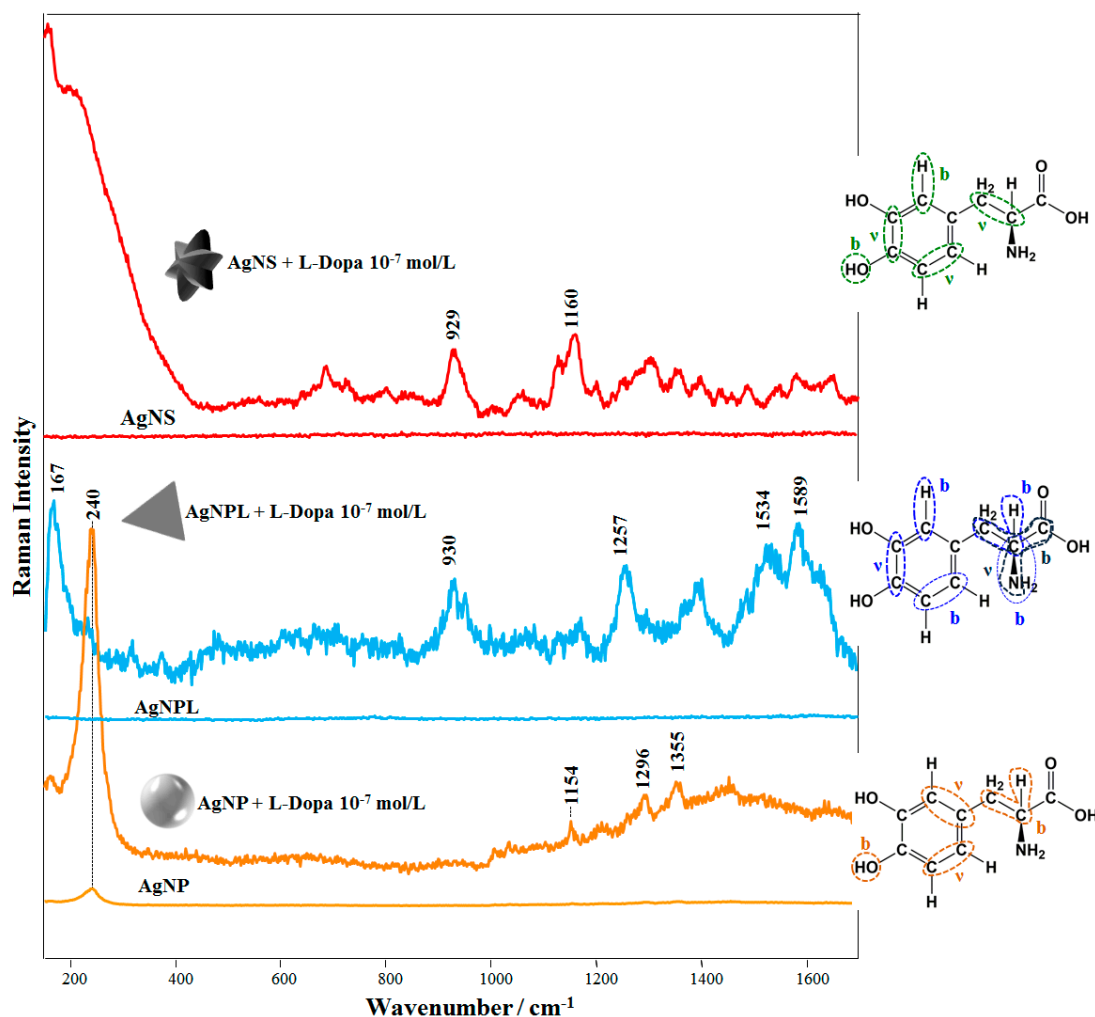 AgNS + L-Dopa 10-7 mol/L
929
1160
AgNS
H
b
O
H2
H
HO
C
C
C
C
C
OH
ν
ν
b
C
C
NH2
HO
C
C
H
ν
H
167
240
AgNPL + L-Dopa 10-7 mol/L
930
1257
1534
1589
AgNPL
H
b
b
O
H2
H
HO
C
C
C
C
C
OH
b
ν
ν
C
C
NH2
HO
C
C
H
b
b
H
AgNP + L-Dopa 10-7 mol/L
1154
1296
1355
AgNP
H
ν
O
H2
H
HO
C
C
C
C
C
OH
b
b
C
C
NH2
HO
C
C
H
ν
H
Raman Intensity
200
400
600
800
1000
1200
1400
1600
Wavenumber / cm-1